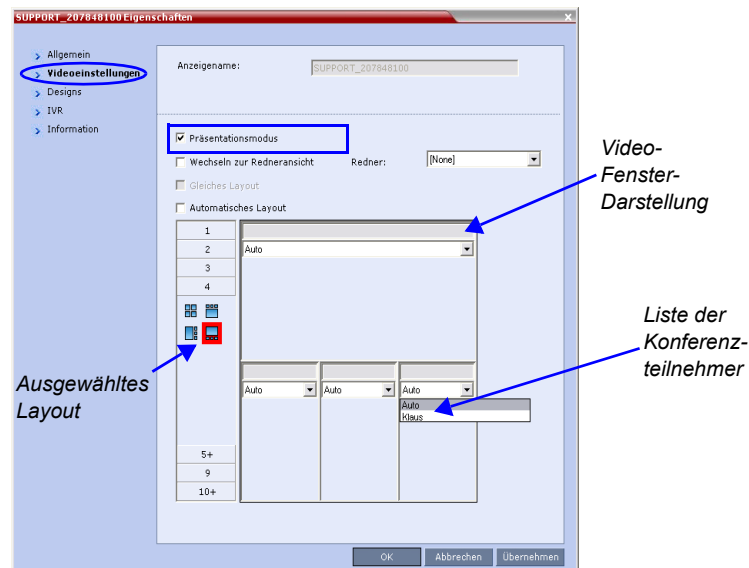 SUPPORT_207848100 Eigenschaften
x
Allgemein
Videoeinstellungen
Designs
IVR
Information
Anzeigename:
SUPPORT_207848100
Präsentationsmodus
Wechseln zur Redneransicht
Redner:
[None]
Gleiches Layout
Automatisches Layout
1
2
3
4
5+
9
10+
Auto
Auto
Auto
Auto
Auto
Klaus
Video-
Fenster-
Darstellung
Liste der
Konferenz-
teilnehmer
Ausgewähltes
Layout
OK
Abbrechen
Übernehmen